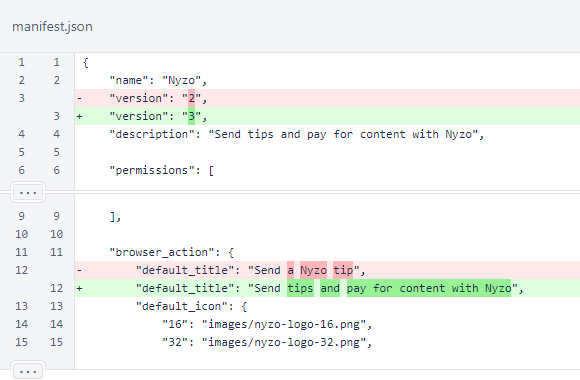 manifest.json
1 1 {
2 2 "name": "Nyzo",
3 - "version": "2",
3 + "version": "3",
4 4 "description": "Send tips and pay for content with Nyzo",
5 5
6 6 "permissions": [
...
9 9 ],
10 10
11 11 "browser_action": {
12 - "default_title": "Send a Nyzo tip",
12 + "default_title": "Send tips and pay for content with Nyzo",
13 13 "default_icon": {
14 14 "16": "images/nyzo-logo-16.png",
15 15 "32": "images/nyzo-logo-32.png",
...